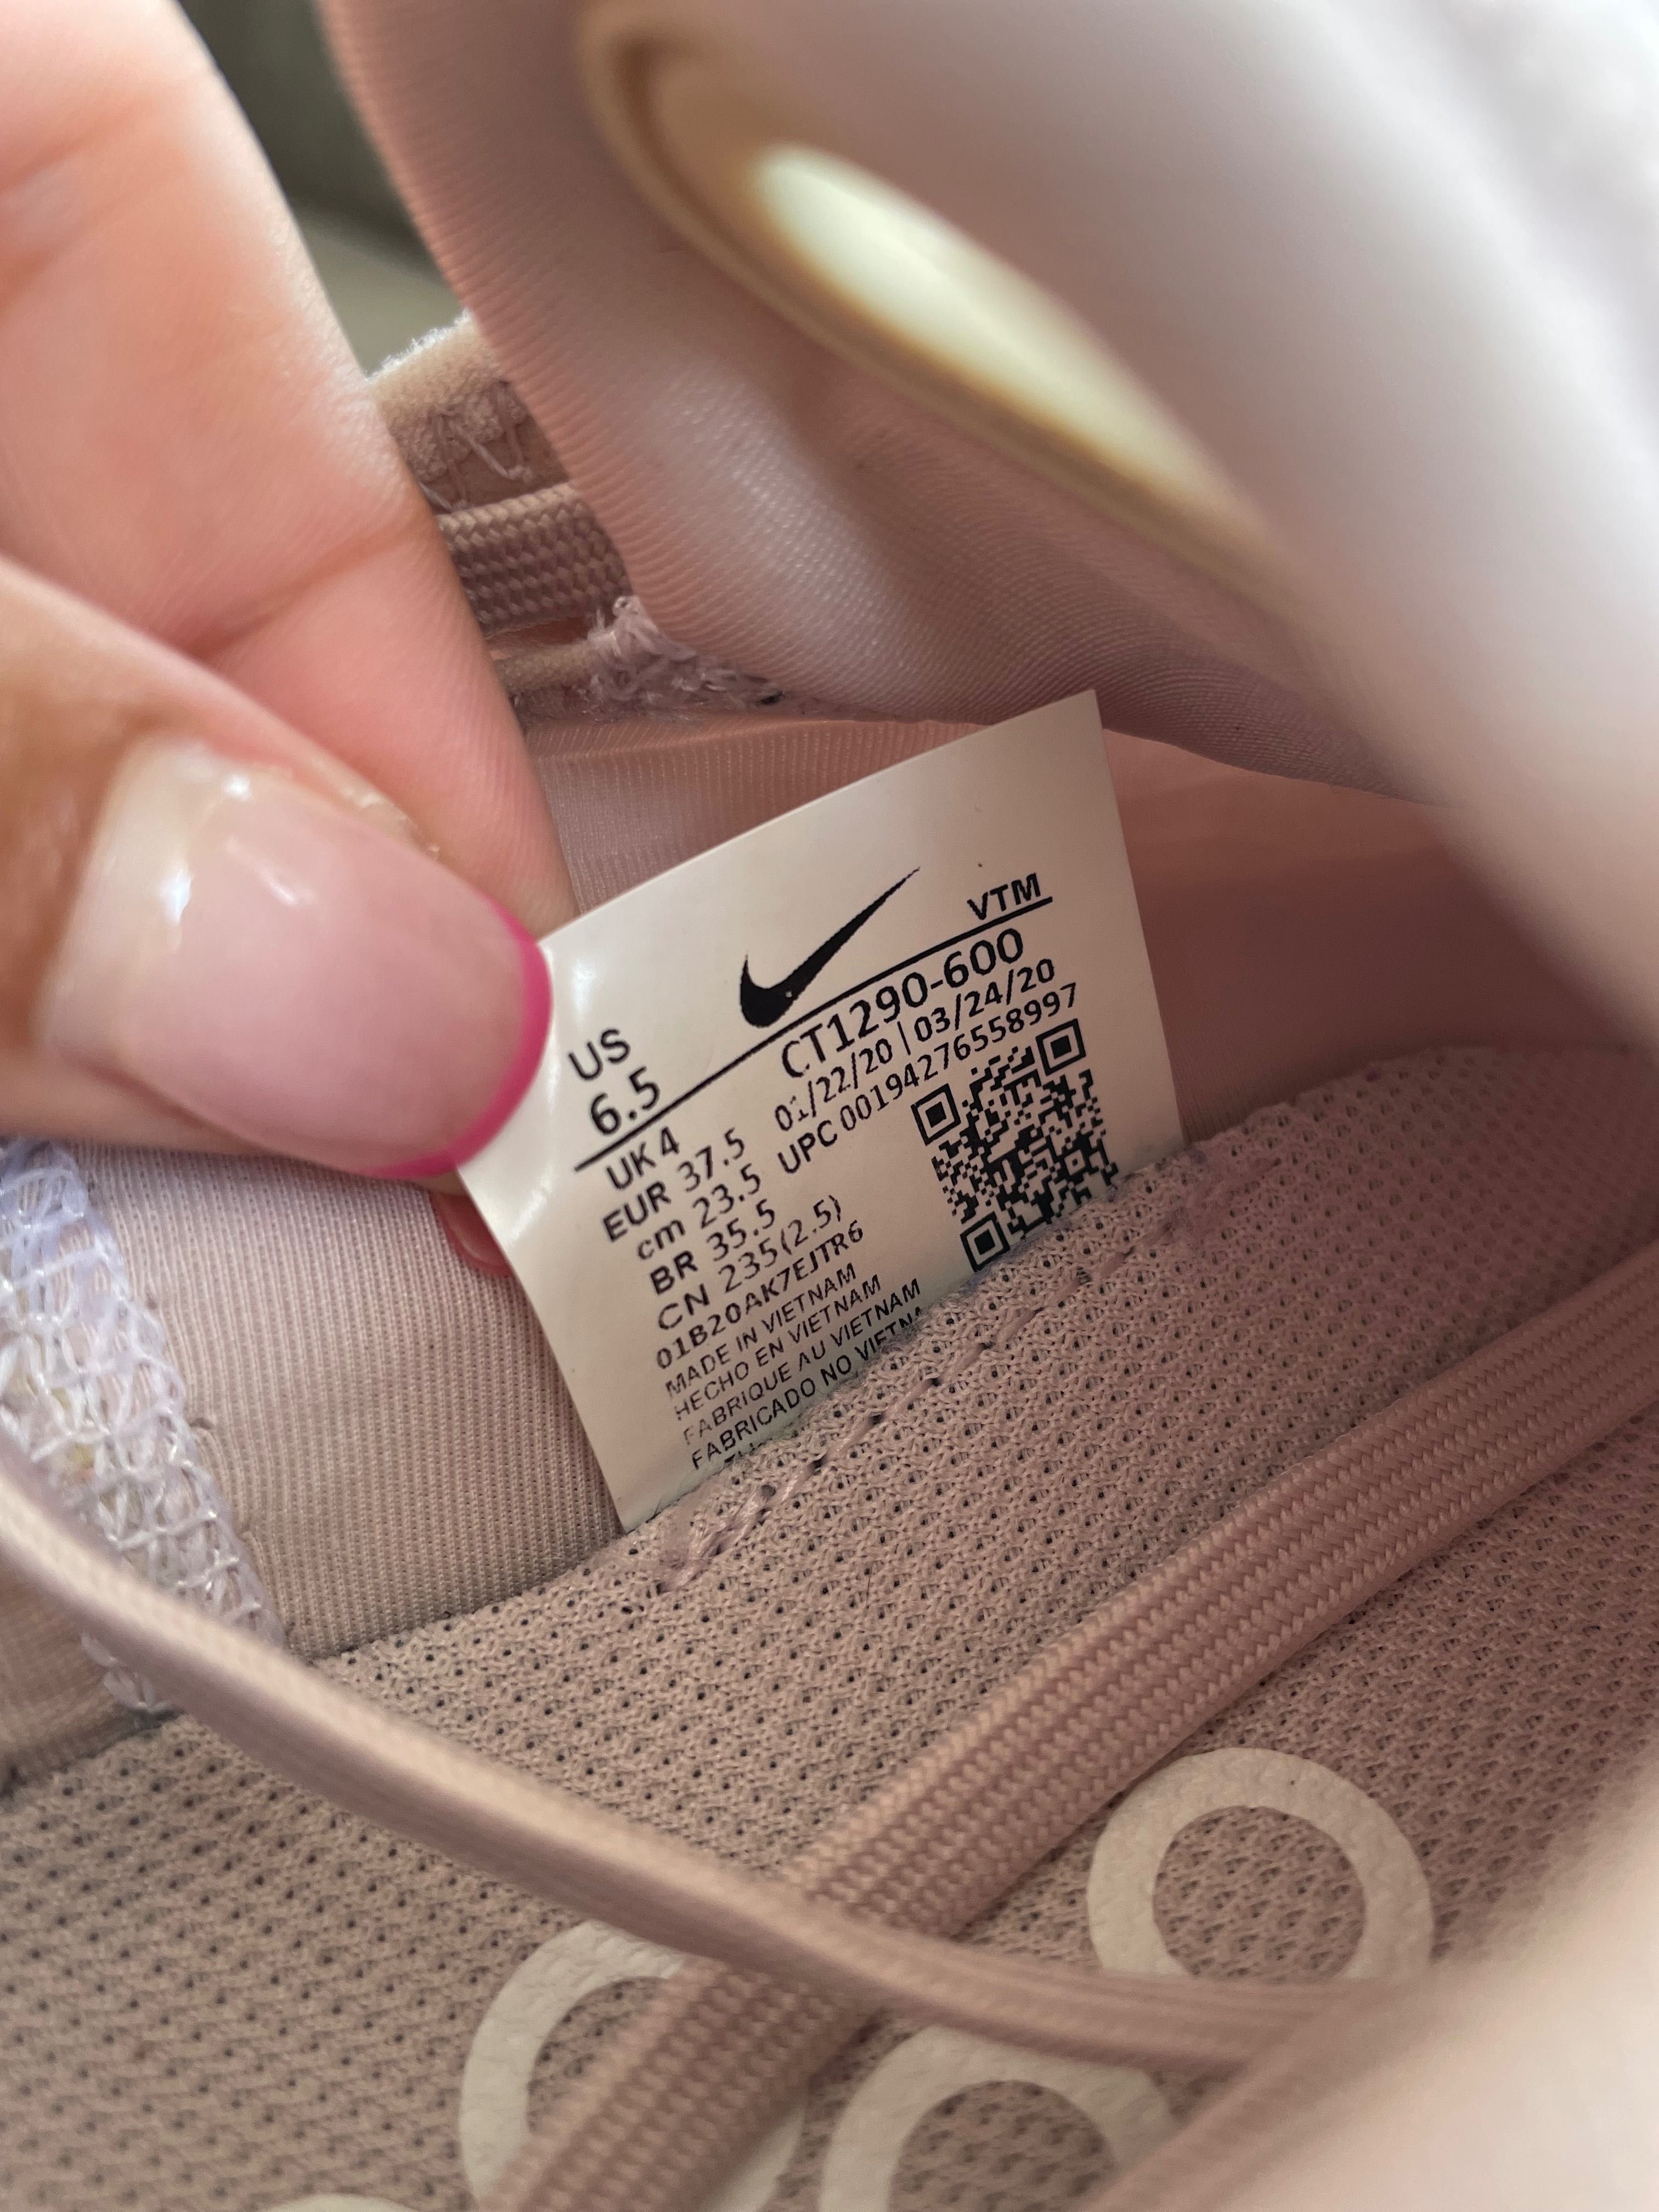 VTM
US
6.5
CT1290-600
01/22/20 | 03/24/20
UPC 00194276558997
UK 4
EUR 37.5
cm 23.5
BR 35.5
CN 235(2.5)
01B20AK7EJTR6
MADE IN VIETNAM
HECHO EN VIETNAM
FABRIQUE AU VIETNAM
FABRICADO NO